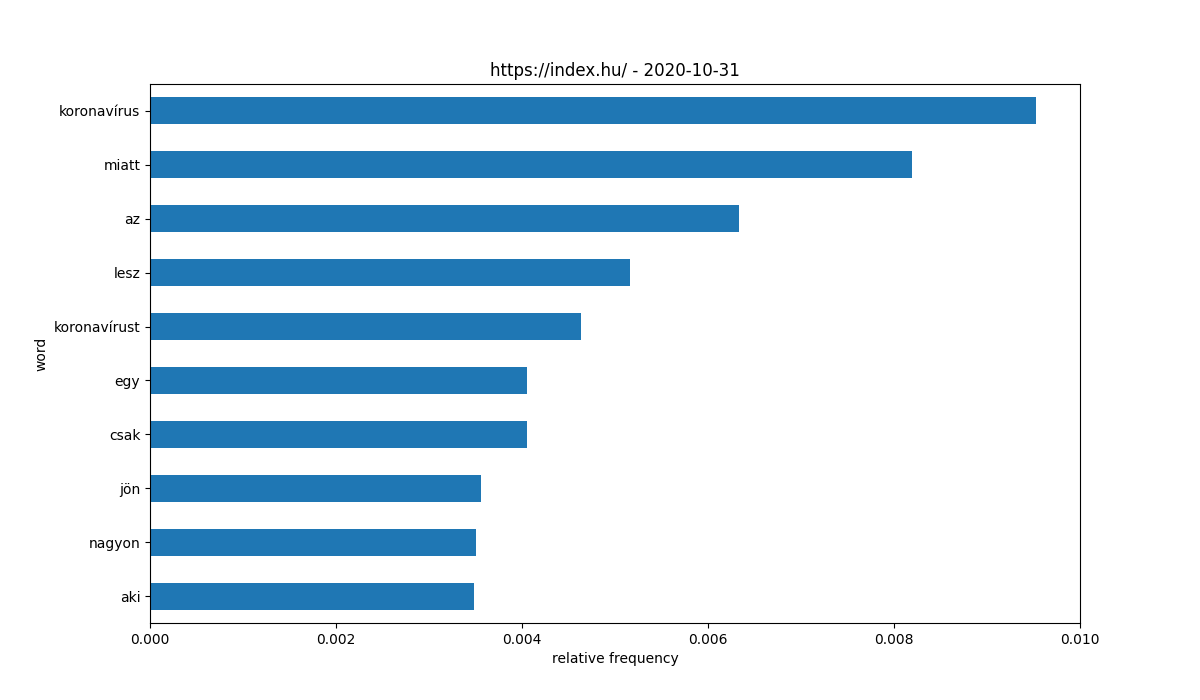 https://index.hu/ - 2020-10-31
koronavírus
miatt
az
lesz
koronavírust
egy
csak
jön
nagyon
aki
word
0.000 0.002 0.004 0.006 0.008 0.010
relative frequency